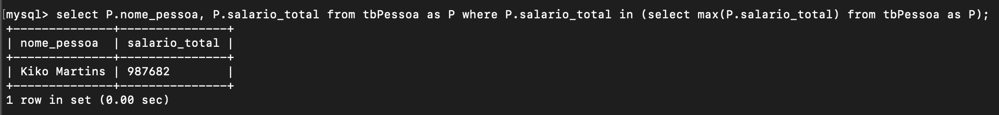 mysql> select P.nome_pessoa, P.salario_total from tbPessoa as P where P.salario_total in (select max(P.salario_total) from tbPessoa as P);
+--------------+---------------+
| nome_pessoa  | salario_total |
+--------------+---------------+
| Kiko Martins | 987682        |
+--------------+---------------+
1 row in set (0.00 sec)